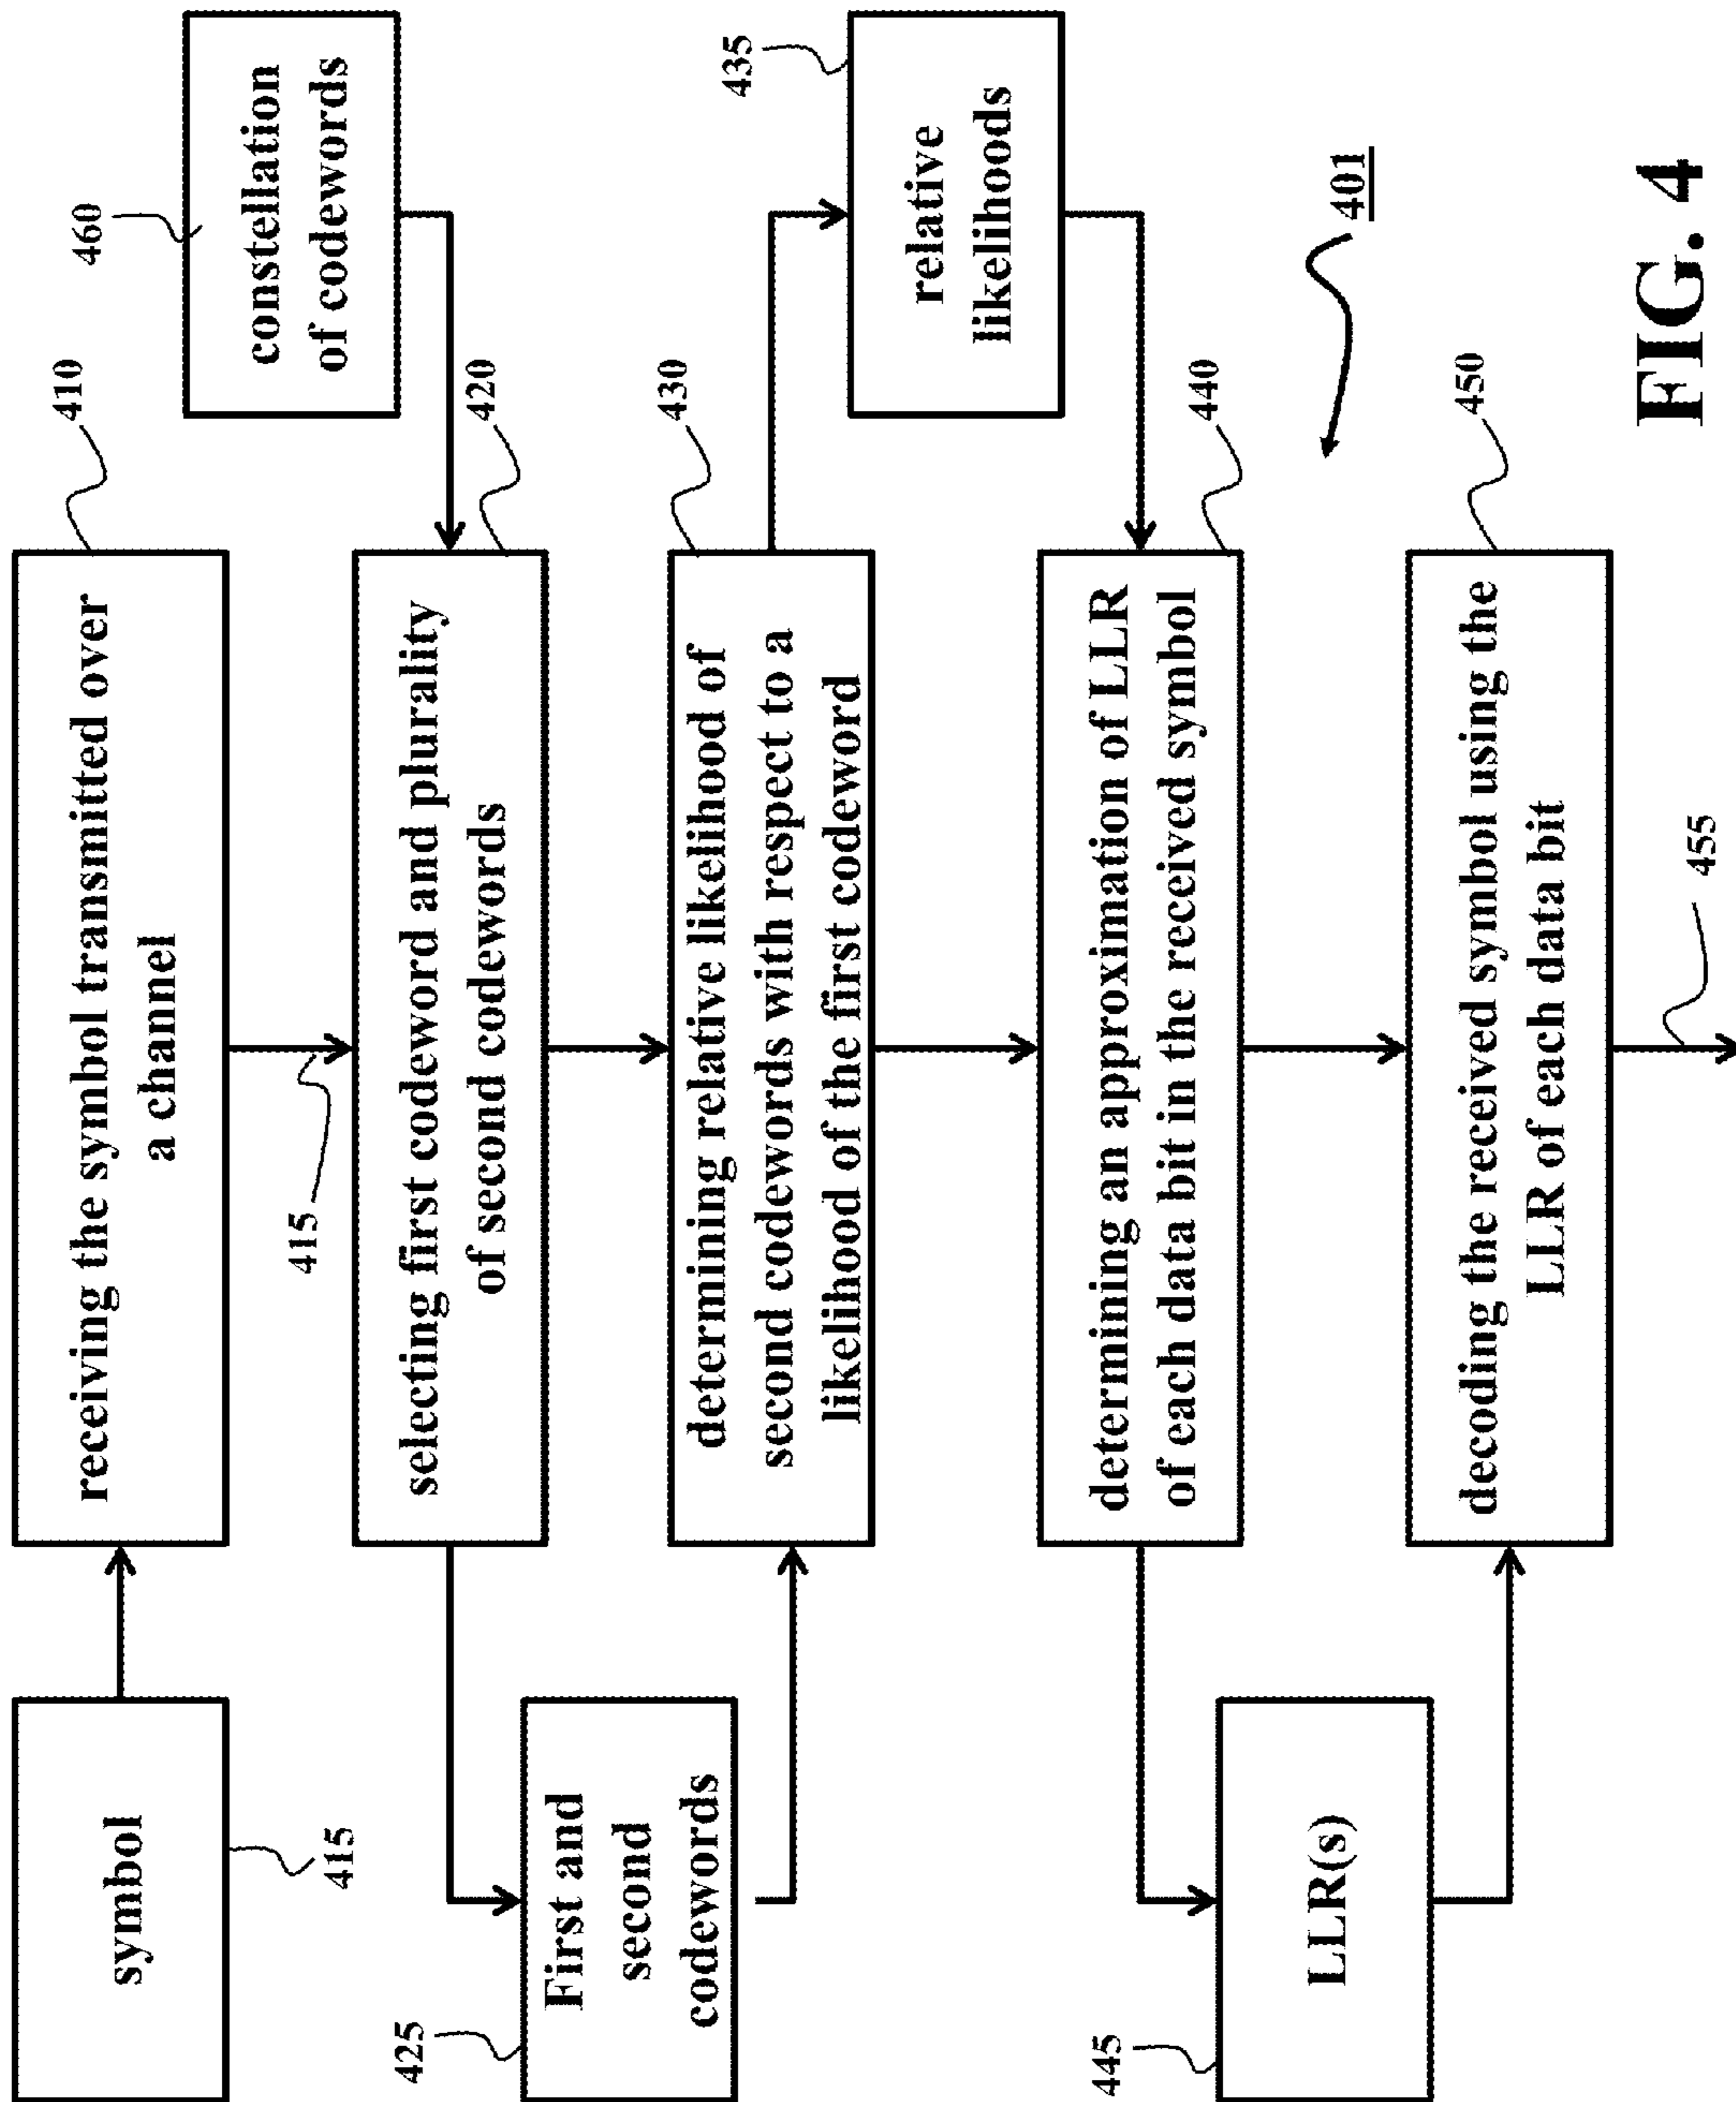 symbol
415
receiving the symbol transmitted over
a channel
410
415
460
constellation
of codewords
selecting first codeword and plurality
of second codewords
420
425
First and
second
codewords
determining relative likelihood of
second codewords with respect to a
likelihood of the first codeword
430
435
relative
likelihoods
determining an approximation of LLR
of each data bit in the received symbol
440
445
LLR(s)
decoding the received symbol using the
LLR of each data bit
450
455
401
FIG. 4